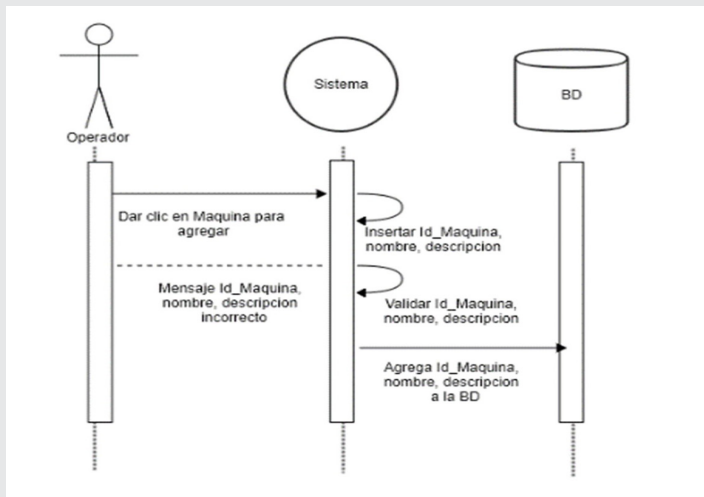 Sistema
BD
Operador
Dar clic en Maquina para
agregar
Insertar Id_Maquina,
nombre, descripcion
Mensaje Id_Maquina,
nombre, descripcion
incorrecto
Validar Id_Maquina,
nombre, descripcion
Agrega Id_Maquina,
nombre, descripcion
a la BD